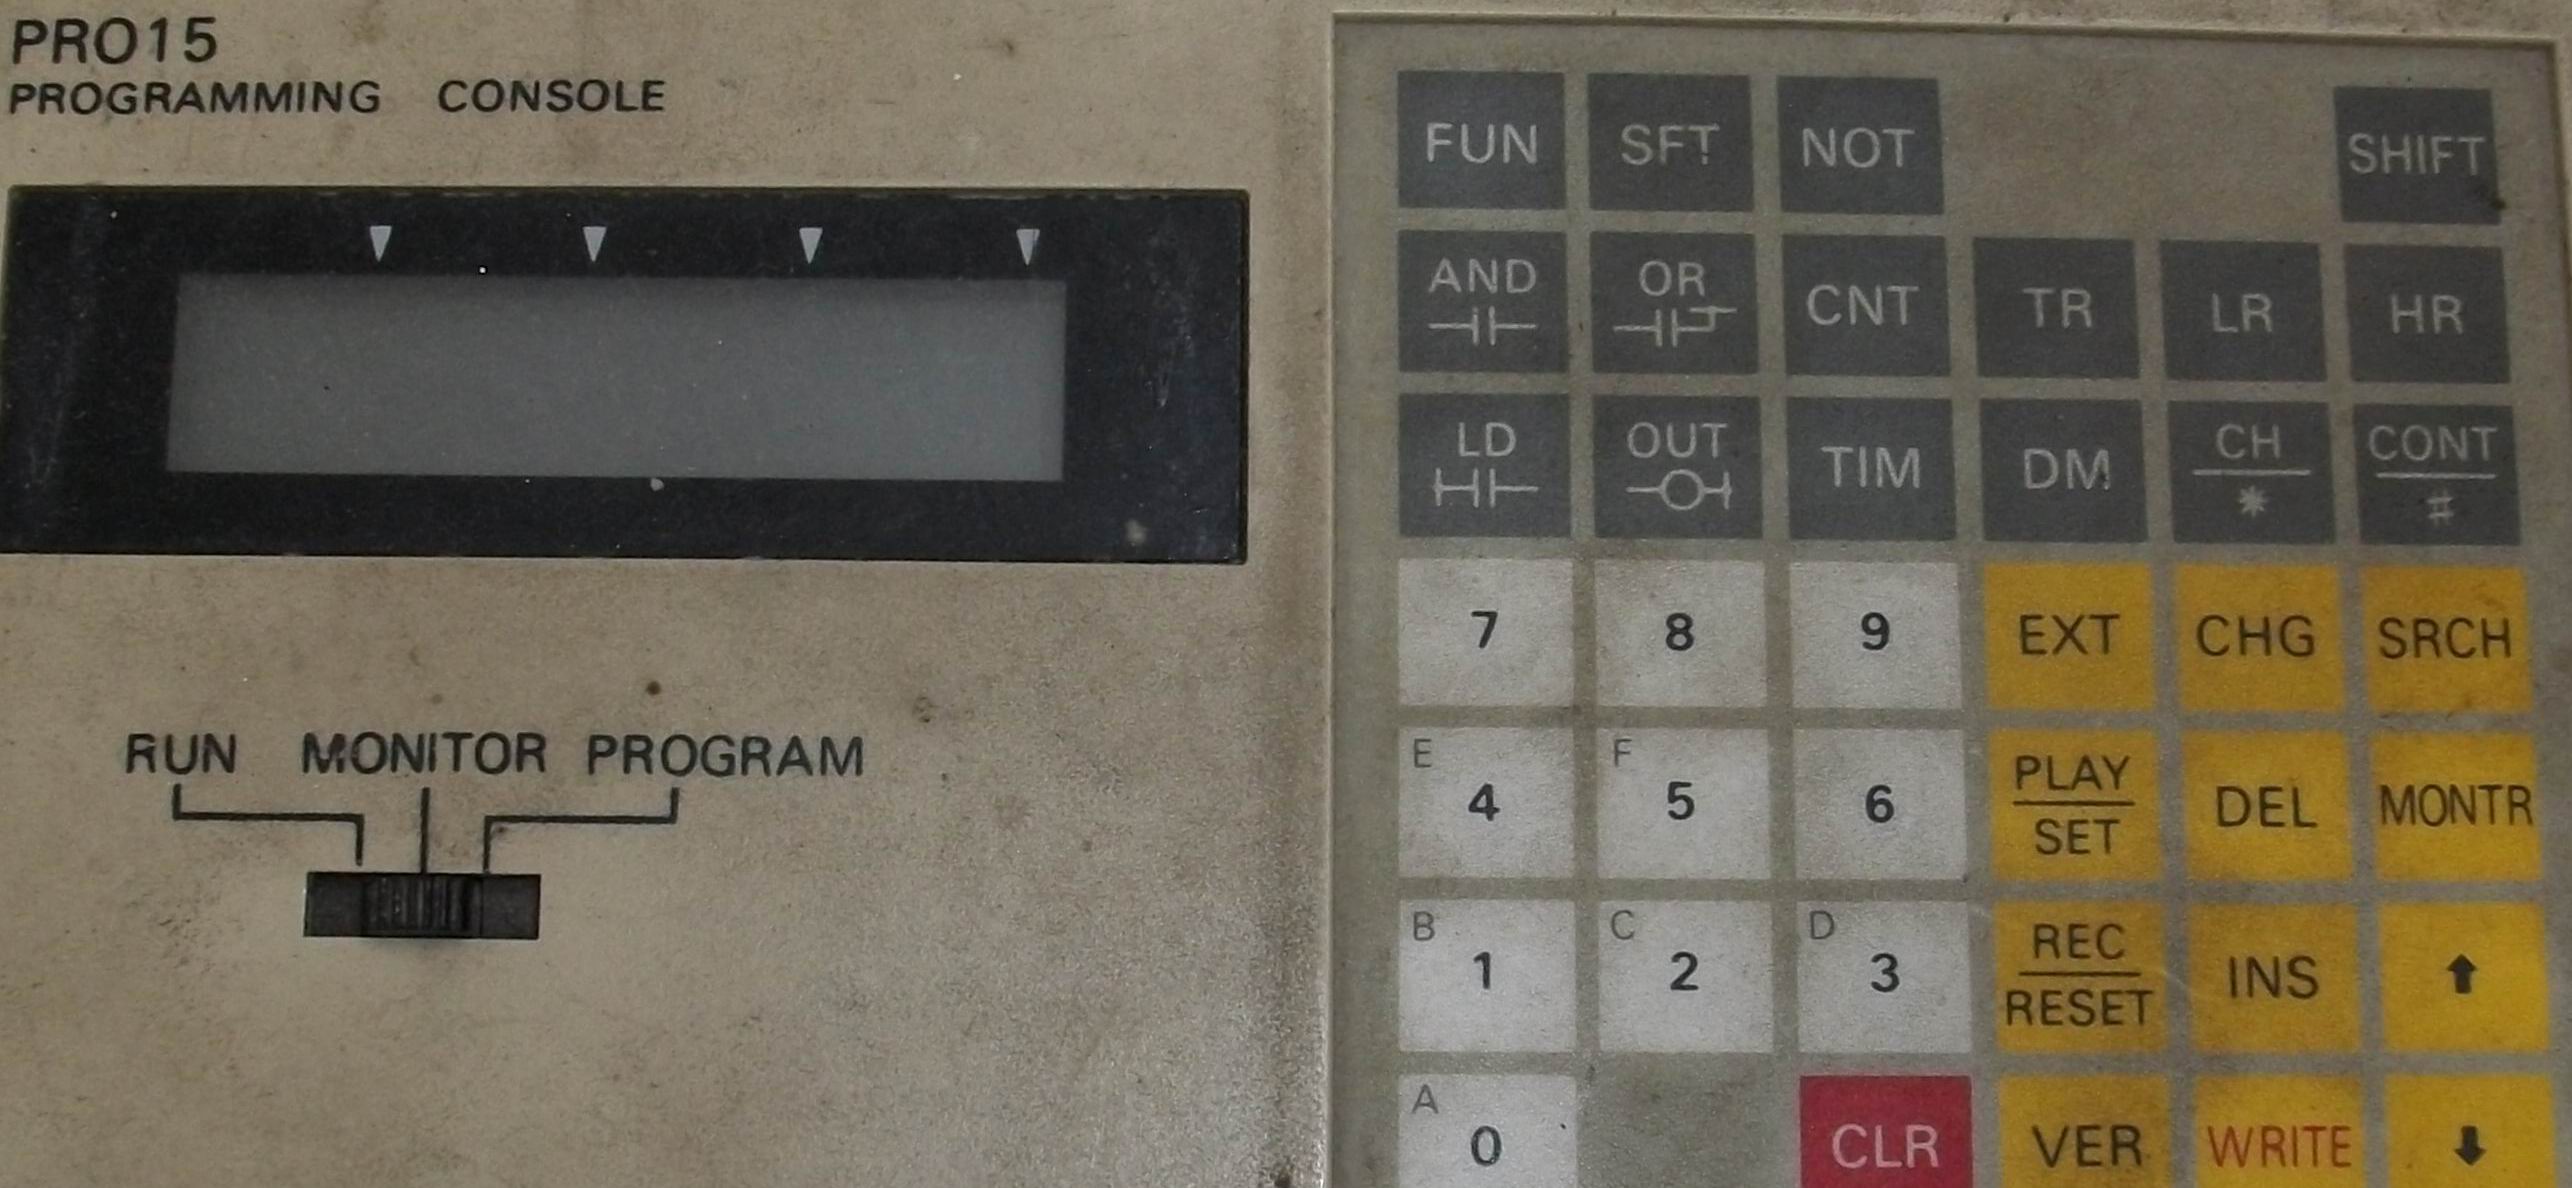 PRO15
PROGRAMMING CONSOLE
RUN MONITOR PROGRAM
FUN SFT NOT SHIFT
AND OR CNT TR LR HR
LD OUT TIM DM CH * CONT #
7 8 9 EXT CHG SRCH
E 4 F 5 6 PLAY SET DEL MONTR
B 1 C 2 D 3 REC RESET INS ↑
A 0 CLR VER WRITE ↓